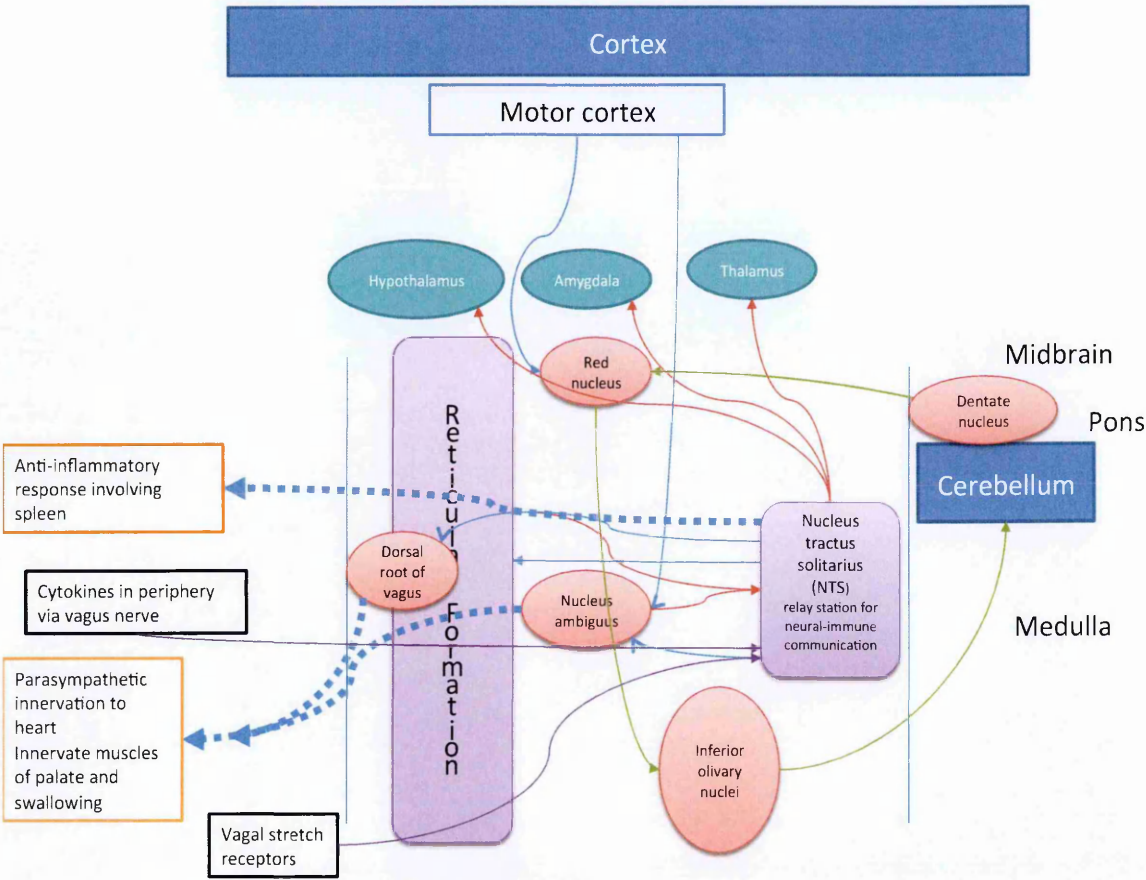 Cortex
Motor cortex
Hypothalamus
Amygdala
Thalamus
Midbrain
Red
nucleus
Dentate
nucleus
Pons
Reticular Formation
Anti-inflammatory
response involving
spleen
Cerebellum
Nucleus
tractus
solitarius
(NTS)
relay station for
neural-immune
communication
Dorsal
root of
vagus
Cytokines in periphery
via vagus nerve
Nucleus
ambiguus
Medulla
Parasympathetic
innervation to
heart
Innervate muscles
of palate and
swallowing
Inferior
olivary
nuclei
Vagal stretch
receptors